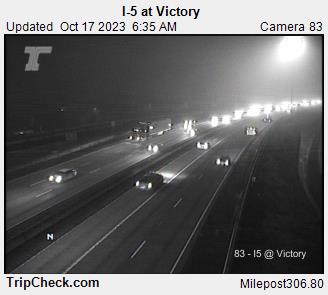 I-5 at Victory
Updated Oct 17 2023 6:35 AM Camera 83
T
N
83 - I5 @ Victory
TripCheck.com Milepost306.80